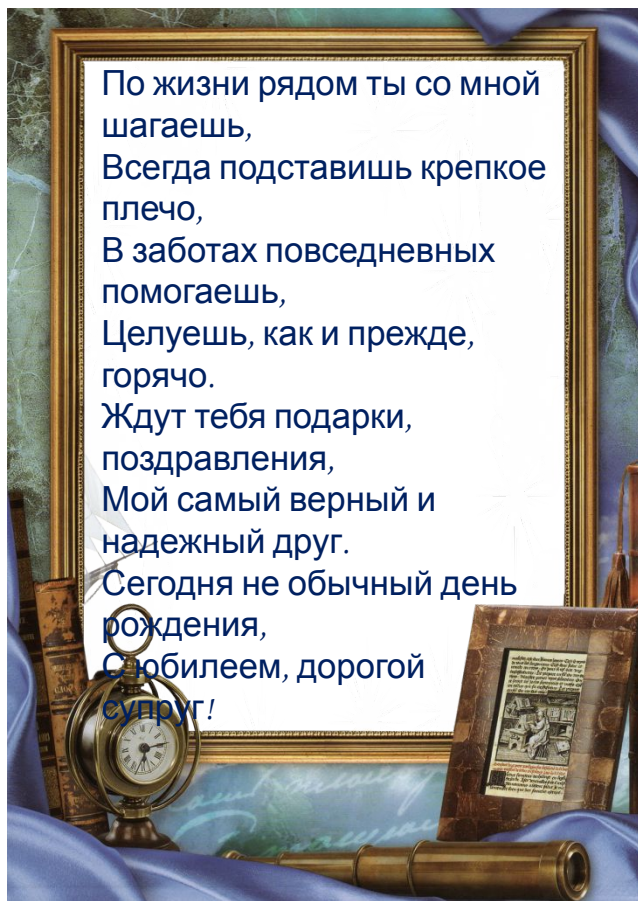 По жизни рядом ты со мной
шагаешь,
Всегда подставишь крепкое
плечо,
В заботах повседневных
помогаешь,
Целуешь, как и прежде,
горячо.
Ждут тебя подарки,
поздравления,
Мой самый верный и
надежный друг.
Сегодня не обычный день
рождения,
С юбилеем, дорогой
супруг!